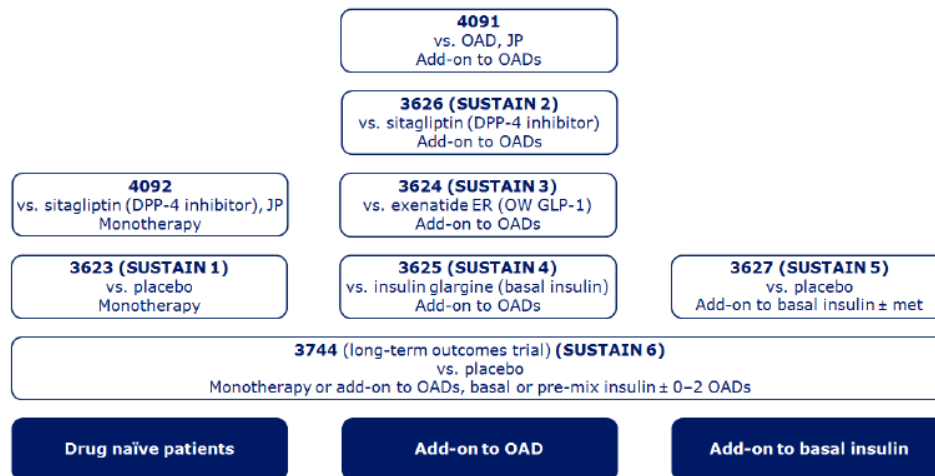 4091
vs. OAD, JP
Add-on to OADs
3626 (SUSTAIN 2)
vs. sitagliptin (DPP-4 inhibitor)
Add-on to OADs
4092
vs. sitagliptin (DPP-4 inhibitor), JP
Monotherapy
3624 (SUSTAIN 3)
vs. exenatide ER (OW GLP-1)
Add-on to OADs
3623 (SUSTAIN 1)
vs. placebo
Monotherapy
3625 (SUSTAIN 4)
vs. insulin glargine (basal insulin)
Add-on to OADs
3627 (SUSTAIN 5)
vs. placebo
Add-on to basal insulin ± met
3744 (long-term outcomes trial) (SUSTAIN 6)
vs. placebo
Monotherapy or add-on to OADs, basal or pre-mix insulin ± 0–2 OADs
Drug naïve patients
Add-on to OAD
Add-on to basal insulin